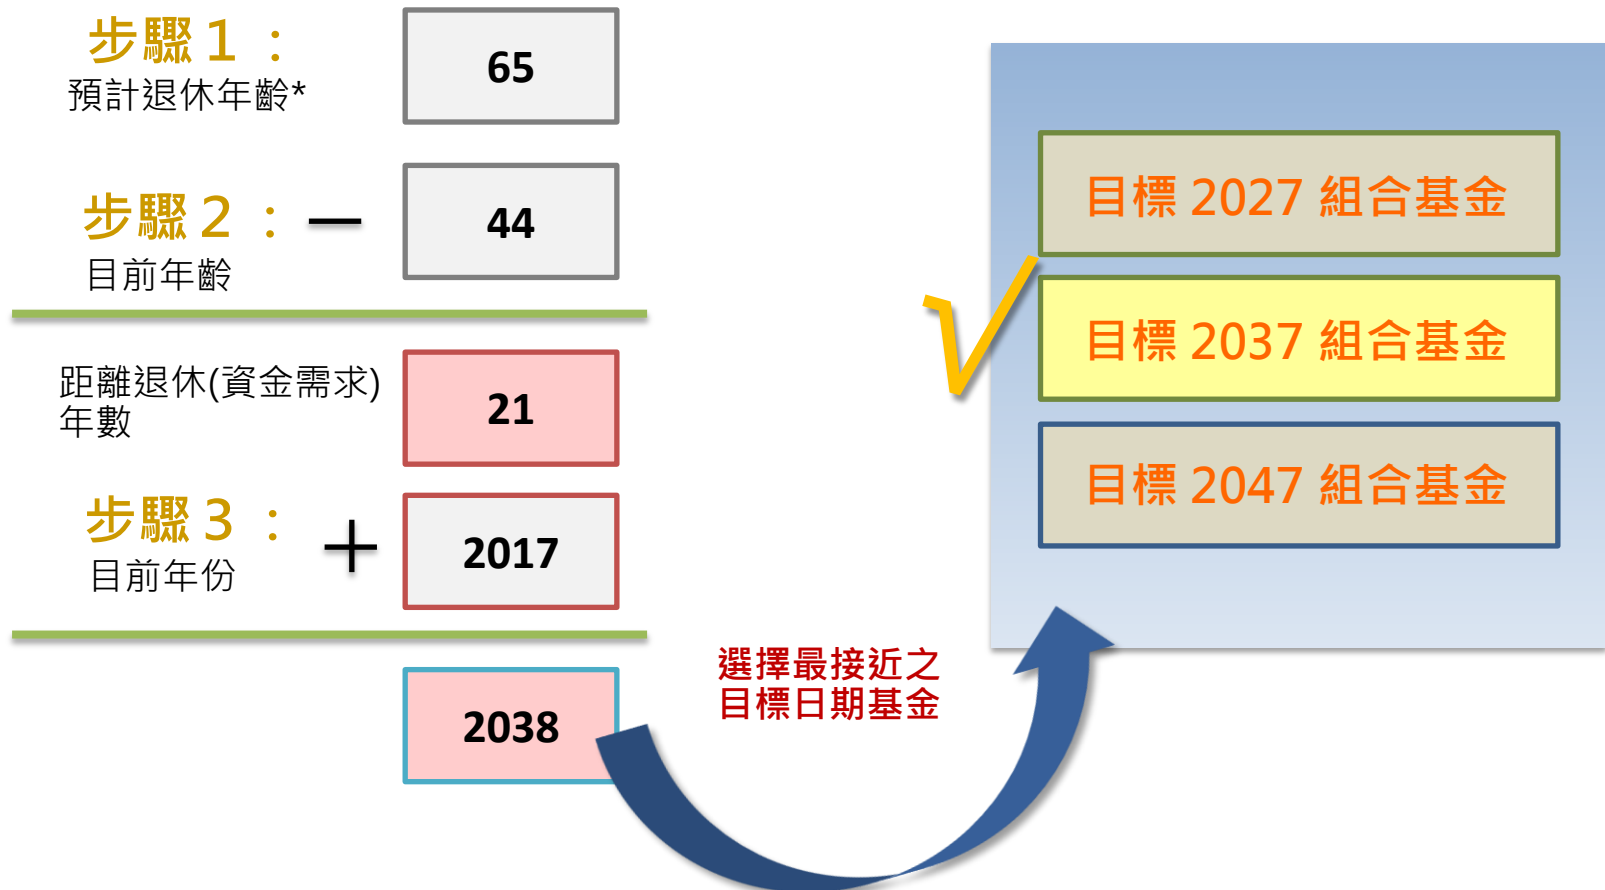 步驟1：
預計退休年齡*
65
步驟2：
－
目前年齡
44
距離退休(資金需求)
年數
21
步驟3：
＋
目前年份
2017
2038
選擇最接近之
目標日期基金
√
目標 2027 組合基金
目標 2037 組合基金
目標 2047 組合基金